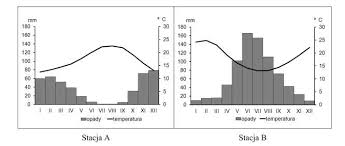 mm ° C mm ° C
180 30 180 30
160 25 160 25
140 140
120 20 120 20
100 15 100 15
80 80
60 10 60 10
40 5 40 5
20 20
0 0 0 0
I II III IV V VI VII VIII IX X XI XII I II III IV V VI VII VIII IX X XI XII
opady temperatura opady temperatura
Stacja A Stacja B